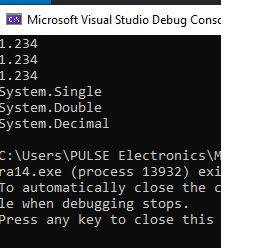 Microsoft Visual Studio Debug Conso
1.234
1.234
1.234
System.Single
System.Double
System.Decimal
C:\Users\PULSE Electronics\M
ra14.exe (process 13932) exi
To automatically close the c
le when debugging stops.
Press any key to close this